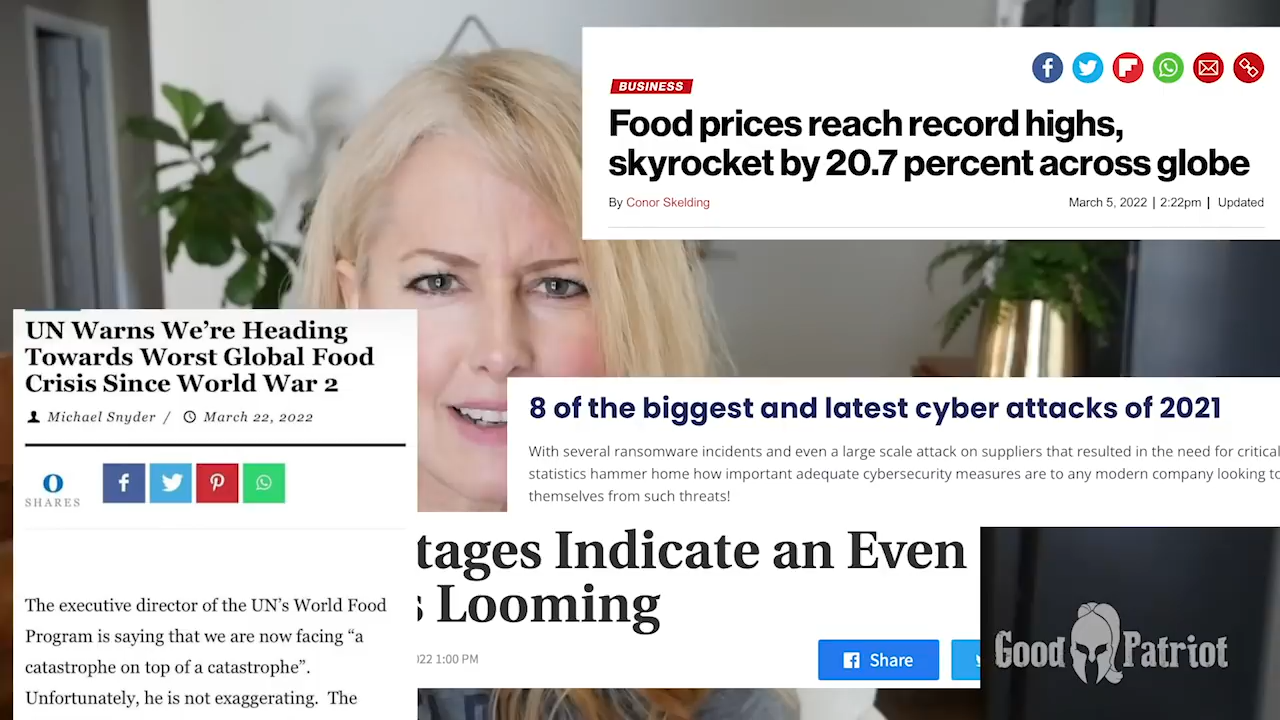 BUSINESS
Food prices reach record highs,
skyrocket by 20.7 percent across globe
By Conor Skelding March 5, 2022 | 2:22pm | Updated
UN Warns We're Heading
Towards Worst Global Food
Crisis Since World War 2
Michael Snyder / March 22, 2022
0
SHARES
The executive director of the UN's World Food
Program is saying that we are now facing “a
catastrophe on top of a catastrophe”.
Unfortunately, he is not exaggerating. The
8 of the biggest and latest cyber attacks of 2021
With several ransomware incidents and even a large scale attack on suppliers that resulted in the need for critical
statistics hammer home how important adequate cybersecurity measures are to any modern company looking to
themselves from such threats!
tages Indicate an Even
s Looming
022 1:00 PM
Share
Good Patriot